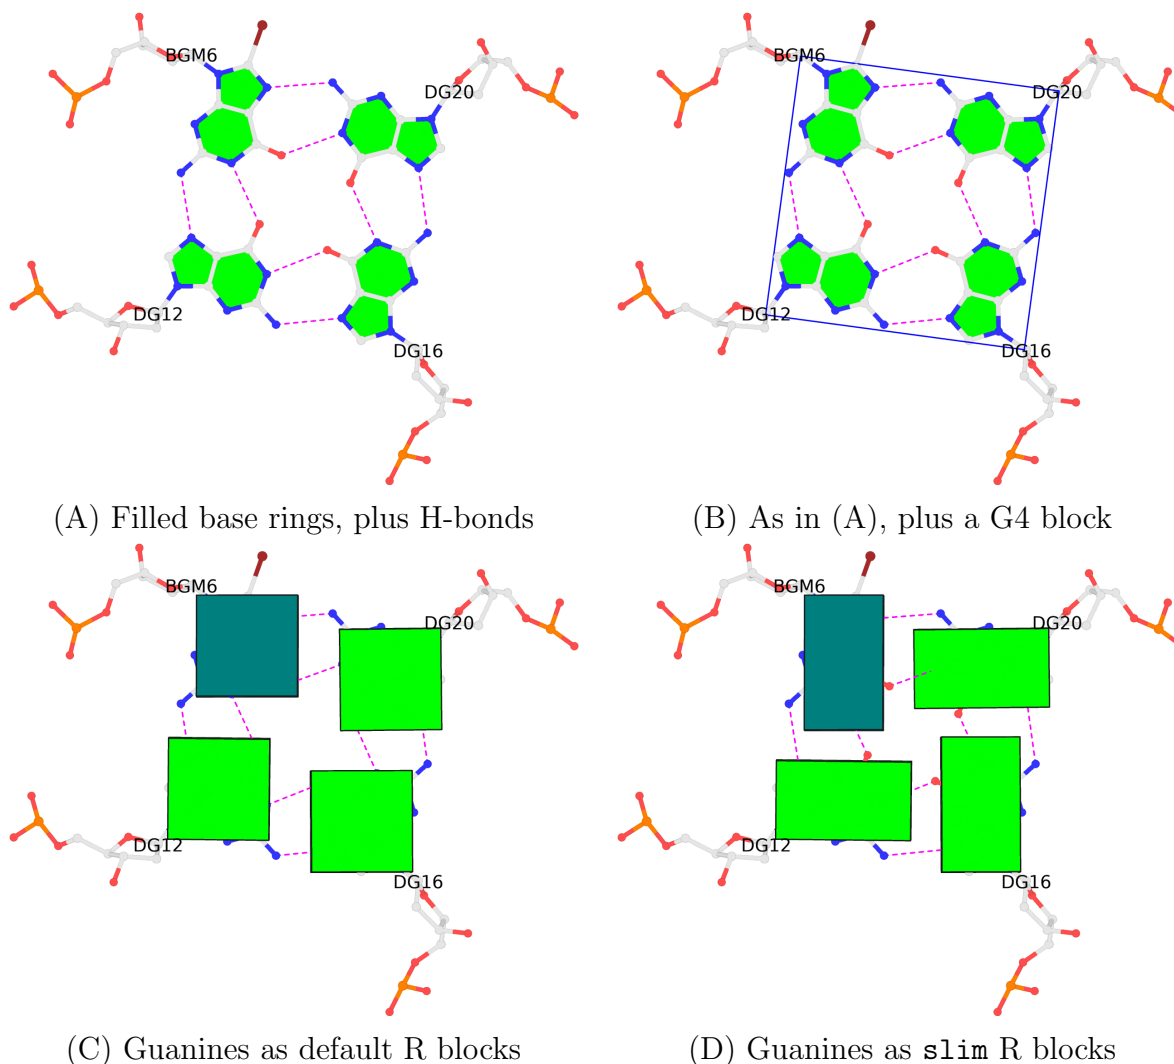 BGM6
DG20
DG12
DG16
BGM6
DG20
DG12
DG16
(A) Filled base rings, plus H-bonds
(B) As in (A), plus a G4 block
BGM6
DG20
DG12
DG16
BGM6
DG20
DG12
DG16
(C) Guanines as default R blocks
(D) Guanines as slim R blocks